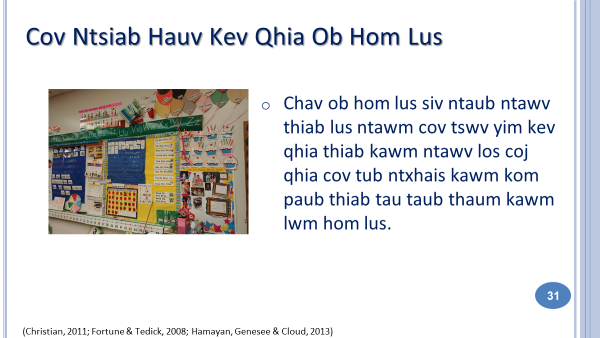 Cov Ntsiab Hauv Kev Qhia Ob Hom Lus
o Chav ob hom lus siv ntaub ntawv
thiab lus ntawm cov tswv yim kev
qhia thiab kawm ntawv los coj
qhia cov tub ntxhais kawm kom
paub thiab tau taub thaum kawm
lwm hom lus.
31
(Christian, 2011; Fortune & Tedick, 2008; Hamayan, Genesee & Cloud, 2013)